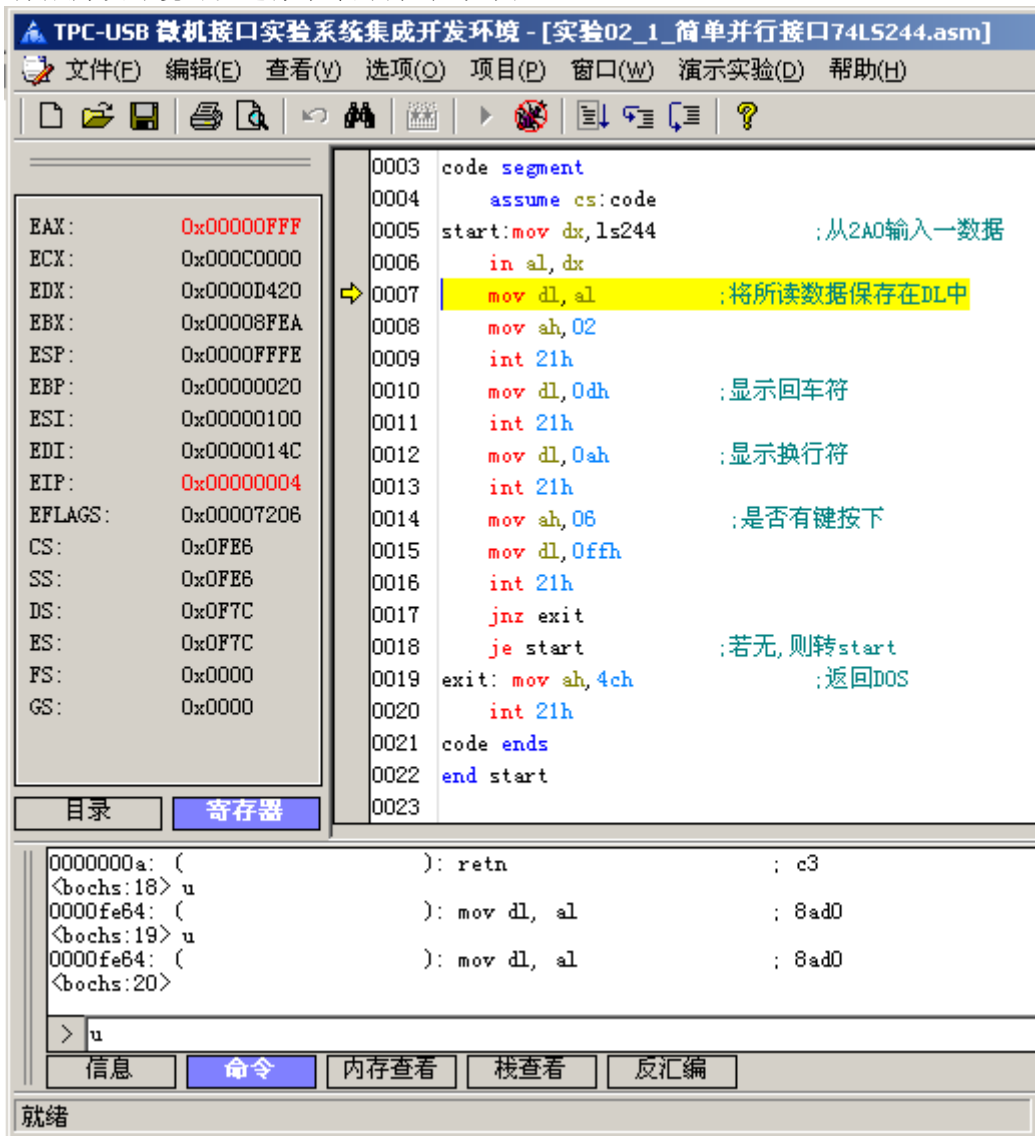 TPC-USB 微机接口实验系统集成开发环境 - [实验02_1_简单并行接口74LS244.asm]
文件(F) 编辑(E) 查看(V) 选项(O) 项目(P) 窗口(W) 演示实验(D) 帮助(H)
0003 code segment
0004 assume cs:code
0005 start:mov dx,ls244 ;从2A0输入一数据
0006 in al,dx
0007 mov dl,al ;将所读数据保存在DL中
0008 mov ah,02
0009 int 21h
0010 mov dl,0dh ;显示回车符
0011 int 21h
0012 mov dl,0ah ;显示换行符
0013 int 21h
0014 mov ah,06 ;是否有键按下
0015 mov dl,0ffh
0016 int 21h
0017 jnz exit
0018 je start ;若无,则转start
0019 exit: mov ah,4ch ;返回DOS
0020 int 21h
0021 code ends
0022 end start
0023
EAX: 0x00000FFF
ECX: 0x000C0000
EDX: 0x0000D420
EBX: 0x00008FEA
ESP: 0x0000FFFE
EBP: 0x00000020
ESI: 0x00000100
EDI: 0x0000014C
EIP: 0x00000004
EFLAGS: 0x00007206
CS: 0x0FE6
SS: 0x0FE6
DS: 0x0F7C
ES: 0x0F7C
FS: 0x0000
GS: 0x0000
目录 寄存器
0000000a: ( ): retn ; c3
<bochs:18> u
0000fe64: ( ): mov dl, al ; 8ad0
<bochs:19> u
0000fe64: ( ): mov dl, al ; 8ad0
<bochs:20>
> u
信息 命令 内存查看 栈查看 反汇编
就绪